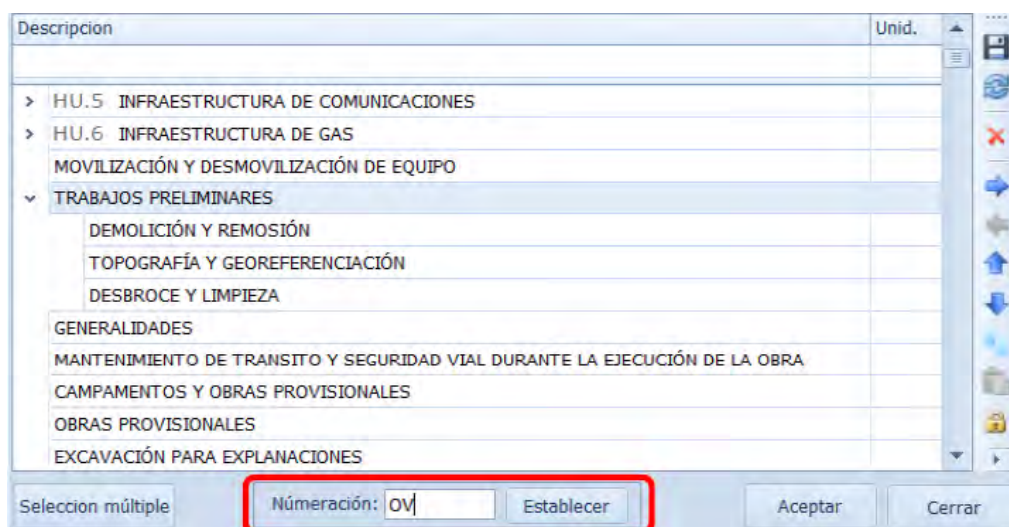 Descripcion Unid.
HU.5 INFRAESTRUCTURA DE COMUNICACIONES
HU.6 INFRAESTRUCTURA DE GAS
MOVILIZACIÓN Y DESMOVILIZACIÓN DE EQUIPO
TRABAJOS PRELIMINARES
DEMOLICIÓN Y REMOSIÓN
TOPOGRAFÍA Y GEOREFERENCIACIÓN
DESBROCE Y LIMPIEZA
GENERALIDADES
MANTENIMIENTO DE TRANSITO Y SEGURIDAD VIAL DURANTE LA EJECUCIÓN DE LA OBRA
CAMPAMENTOS Y OBRAS PROVISIONALES
OBRAS PROVISIONALES
EXCAVACIÓN PARA EXPLANACIONES
Seleccion múltiple Númeración: OV Establecer Aceptar Cerrar